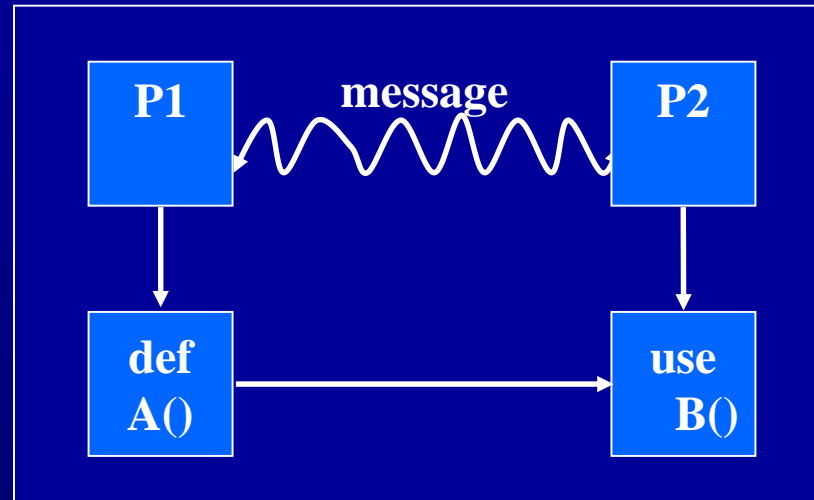 P1
message
P2
def
A()
use
B()